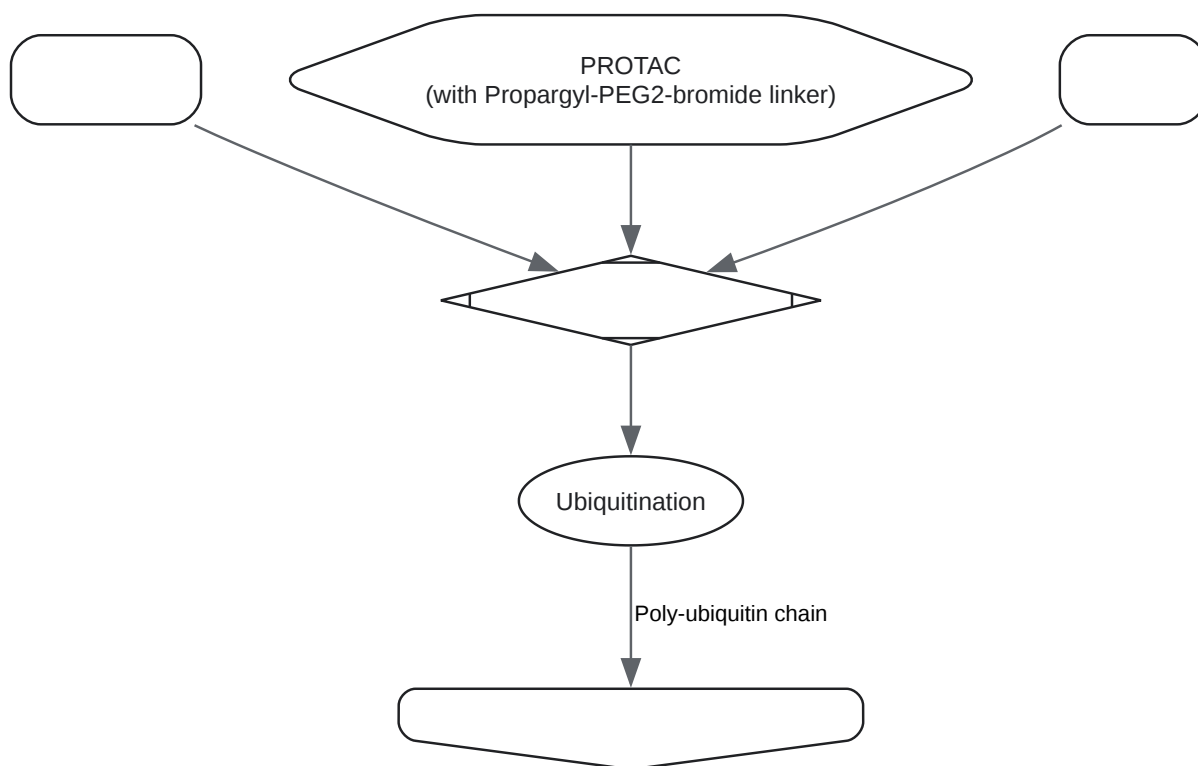 PROTAC
(with Propargyl-PEG2-bromide linker)
Ubiquitination
Poly-ubiquitin chain